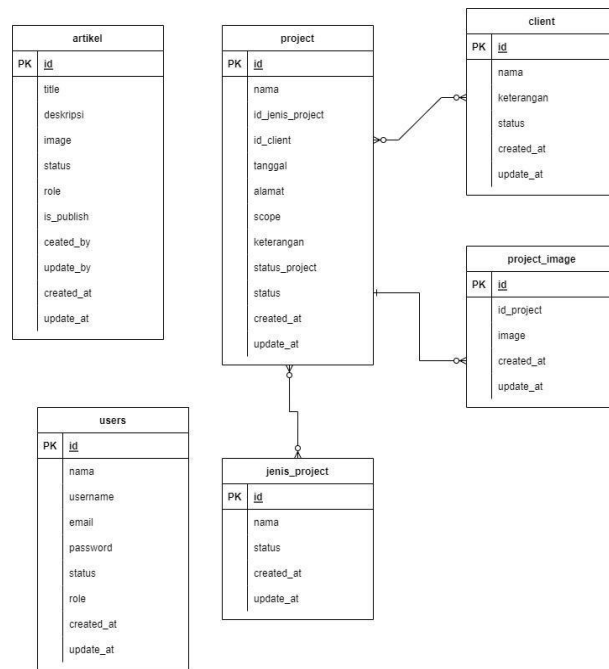 artikel
PK id
title
deskripsi
image
status
role
is_publish
ceated_by
update_by
created_at
update_at
project
PK id
nama
id_jenis_project
id_client
tanggal
alamat
scope
keterangan
status_project
status
created_at
update_at
client
PK id
nama
keterangan
status
created_at
update_at
project_image
PK id
id_project
image
created_at
update_at
users
PK id
nama
username
email
password
status
role
created_at
update_at
jenis_project
PK id
nama
status
created_at
update_at